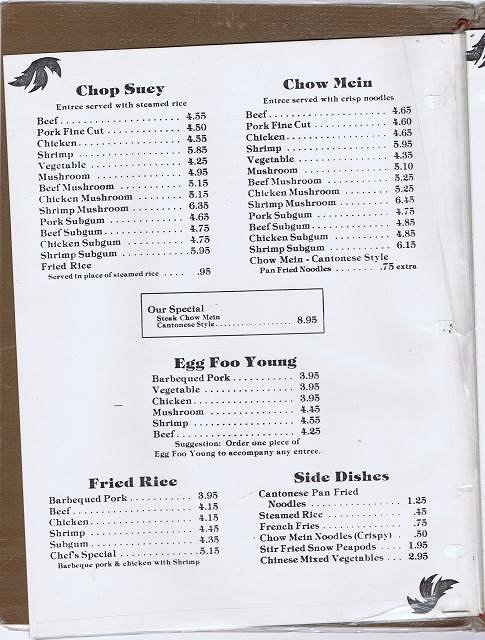 Chop Suey
Entree served with steamed rice
Beef . . . . . . . . . . . . . . . . . . . . . 4.55
Pork Fine Cut . . . . . . . . . . . 4.50
Chicken . . . . . . . . . . . . . . . . 4.55
Shrimp . . . . . . . . . . . . . . . . 5.85
Vegetable . . . . . . . . . . . . . . 4.25
Mushroom . . . . . . . . . . . . . 4.95
Beef Mushroom . . . . . . . . . 5.15
Chicken Mushroom . . . . . . 5.15
Shrimp Mushroom . . . . . . . 6.35
Pork Subgum . . . . . . . . . . . 4.65
Beef Subgum . . . . . . . . . . . . 4.75
Chicken Subgum . . . . . . . . 4.75
Shrimp Subgum . . . . . . . . . 5.95
Fried Rice
Served in place of steamed rice . . . . .95
Chow Mein
Entree served with crisp noodles
Beef . . . . . . . . . . . . . . . . . . . . 4.65
Pork Fine Cut . . . . . . . . . . . 4.60
Chicken . . . . . . . . . . . . . . . . 4.65
Shrimp . . . . . . . . . . . . . . . . 5.95
Vegetable . . . . . . . . . . . . . . 4.35
Mushroom . . . . . . . . . . . . . 5.10
Beef Mushroom . . . . . . . . . 5.25
Chicken Mushroom . . . . . . 5.25
Shrimp Mushroom . . . . . . . 6.45
Pork Subgum . . . . . . . . . . . 4.75
Beef Subgum . . . . . . . . . . . . 4.85
Chicken Subgum . . . . . . . . 4.85
Shrimp Subgum . . . . . . . . . 6.15
Chow Mein - Cantonese Style
Pan Fried Noodles . . . . . . . .75 extra
Our Special
Steak Chow Mein
Cantonese Style . . . . . . . . . . . . . . . . 8.95
Egg Foo Young
Barbequed Pork . . . . . . . . . . . 3.95
Vegetable . . . . . . . . . . . . . . . . 3.95
Chicken . . . . . . . . . . . . . . . . . . 3.95
Mushroom . . . . . . . . . . . . . . . 4.45
Shrimp . . . . . . . . . . . . . . . . . . 4.55
Beef . . . . . . . . . . . . . . . . . . . . . 4.25
Suggestion: Order one piece of
Egg Foo Young to accompany any entree.
Fried Rice
Barbequed Pork . . . . . . . . . . . 3.95
Beef . . . . . . . . . . . . . . . . . . . . . 4.15
Chicken . . . . . . . . . . . . . . . . . . 4.15
Shrimp . . . . . . . . . . . . . . . . . . 4.45
Subgum . . . . . . . . . . . . . . . . . 4.35
Chef's Special . . . . . . . . . . . . . 5.15
Barbeque pork & chicken with Shrimp
Side Dishes
Cantonese Pan Fried
Noodles . . . . . . . . . . . . . . . . 1.25
Steamed Rice . . . . . . . . . . . . . .45
French Fries . . . . . . . . . . . . . . .75
Chow Mein Noodles (Crispy) . .50
Stir Fried Snow Peapods . . . . 1.95
Chinese Mixed Vegetables . . . 2.95